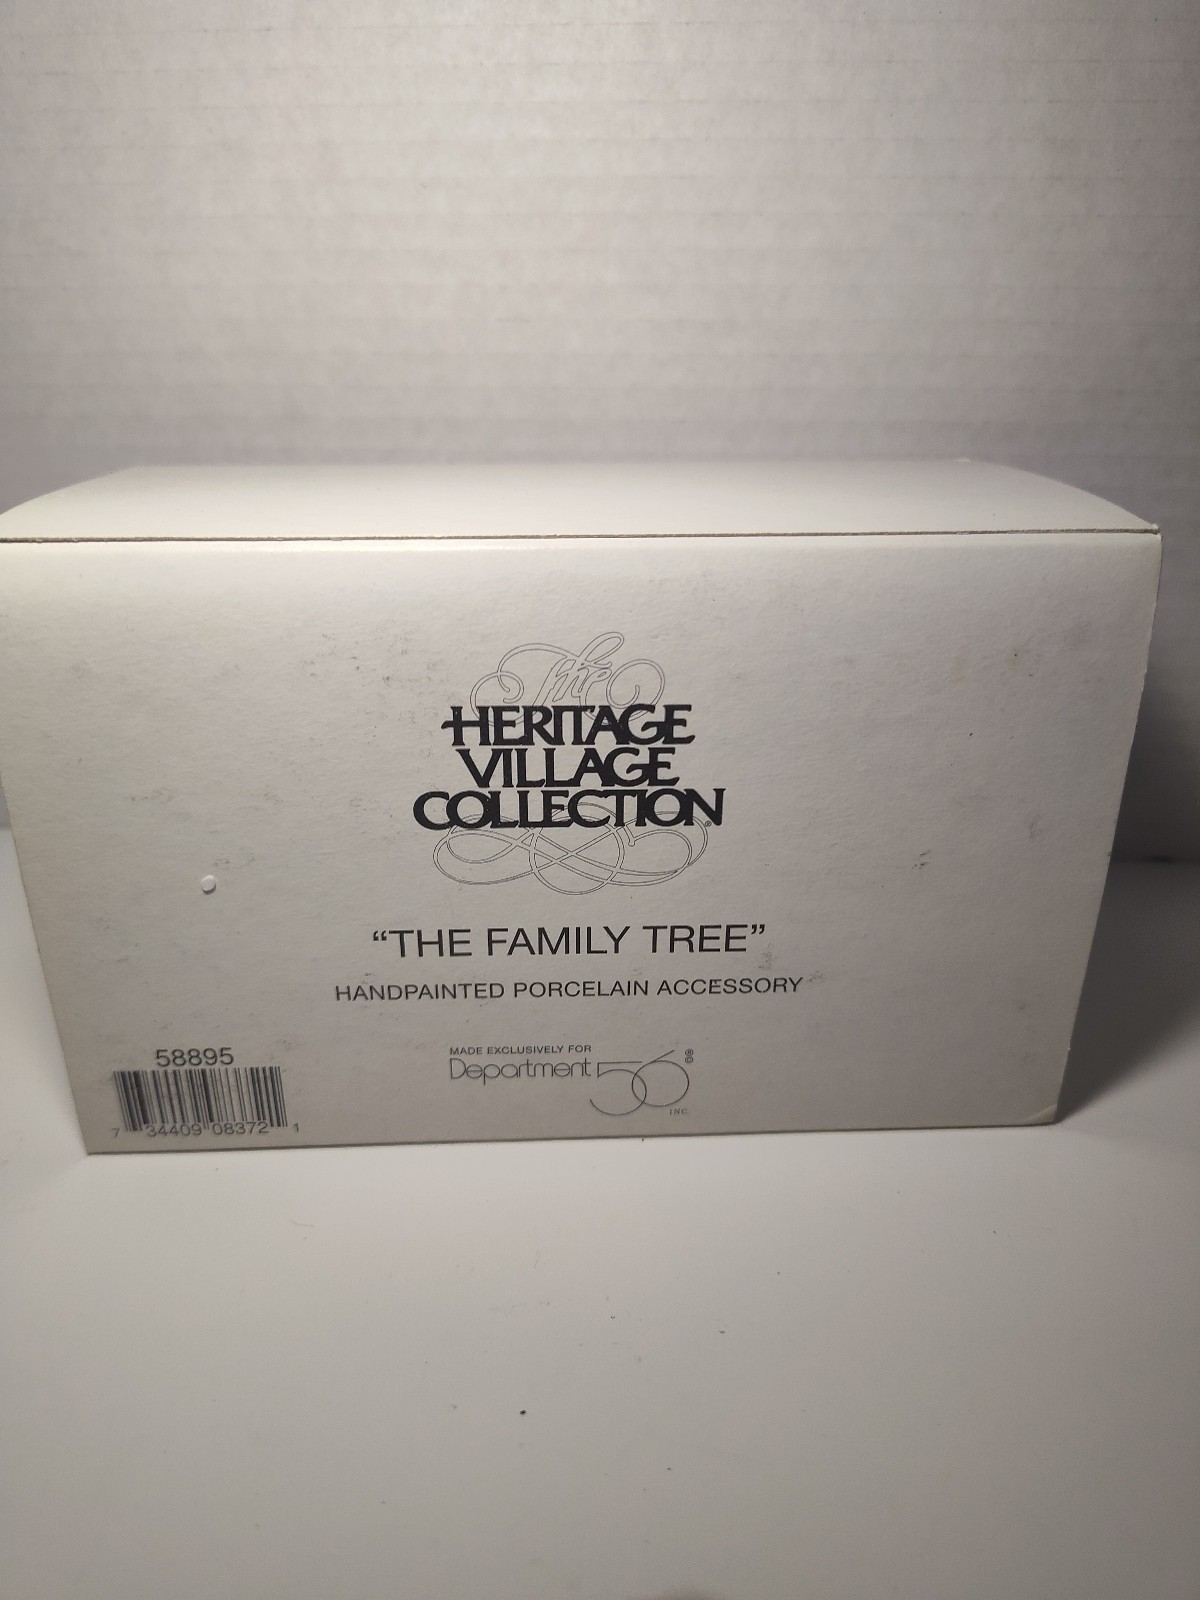 The
HERITAGE
VILLAGE
COLLECTION®
“THE FAMILY TREE”
HANDPAINTED PORCELAIN ACCESSORY
MADE EXCLUSIVELY FOR
Department 56
INC.
58895
7 34409 08372 1